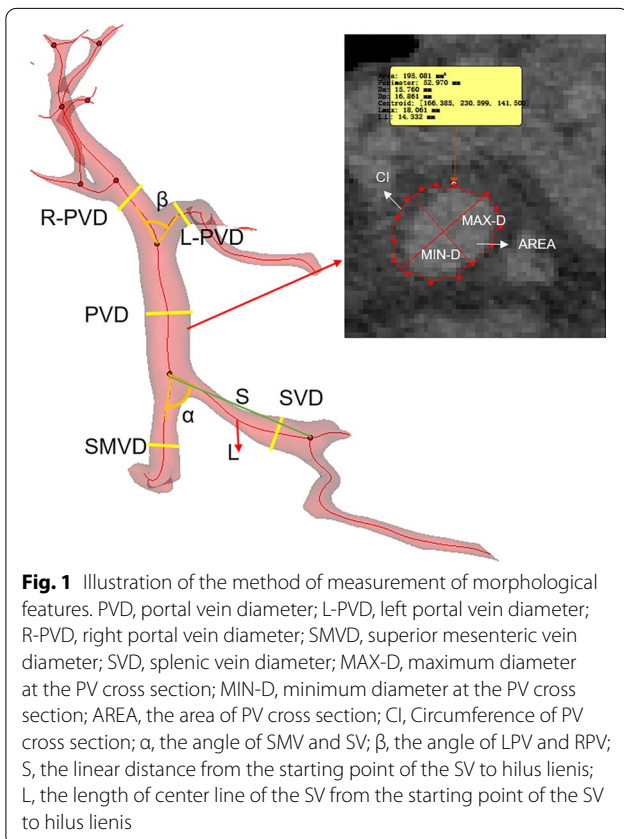 Area: 195.081 mm²
Perimeter: 52.970 mm
Da: 15.760 mm
Dp: 16.861 mm
Centroid: [166.385, 230.599, 141.500]
Lmax: 18.061 mm
14.332 mm
CI
MAX-D
MIN-D
AREA
R-PVD
β
L-PVD
PVD
S
SVD
α
SMVD
L
Fig. 1 Illustration of the method of measurement of morphological
features. PVD, portal vein diameter; L-PVD, left portal vein diameter;
R-PVD, right portal vein diameter; SMVD, superior mesenteric vein
diameter; SVD, splenic vein diameter; MAX-D, maximum diameter
at the PV cross section; MIN-D, minimum diameter at the PV cross
section; AREA, the area of PV cross section; CI, Circumference of PV
cross section; α, the angle of SMV and SV; β, the angle of LPV and RPV;
S, the linear distance from the starting point of the SV to hilus lienis;
L, the length of center line of the SV from the starting point of the SV
to hilus lienis